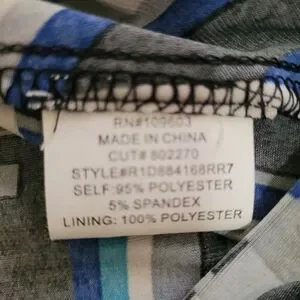 RN#109603
MADE IN CHINA
CUT# 802270
STYLE#R1D884168RR7
SELF: 95% POLYESTER
5% SPANDEX
LINING: 100% POLYESTER